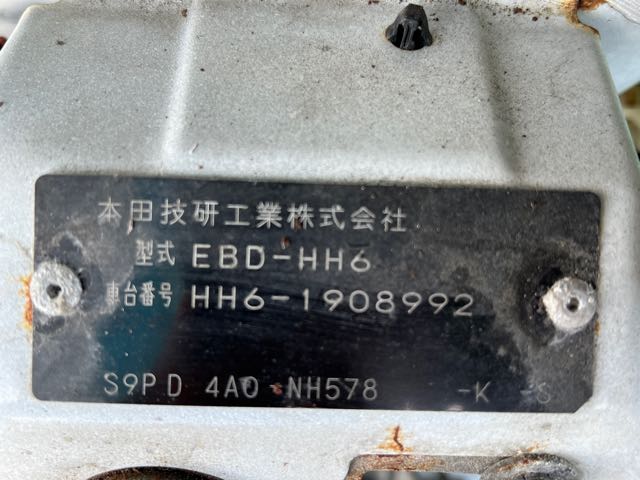 本田技研工業株式会社
型式 EBD-HH6
車台番号 HH6-1908992
S9PD 4A0 NH578 -K -S